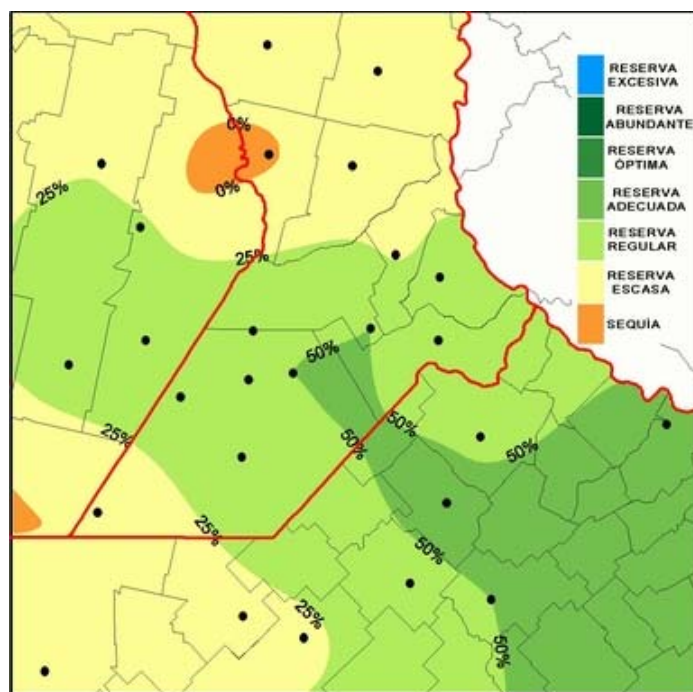 RESERVA
EXCESIVA
RESERVA
ABUNDANTE
RESERVA
ÓPTIMA
RESERVA
ADECUADA
RESERVA
REGULAR
RESERVA
ESCASA
SEQUÌA
0%
0%
25%
25%
50%
50%
50%
50%
25%
25%
50%
25%
50%